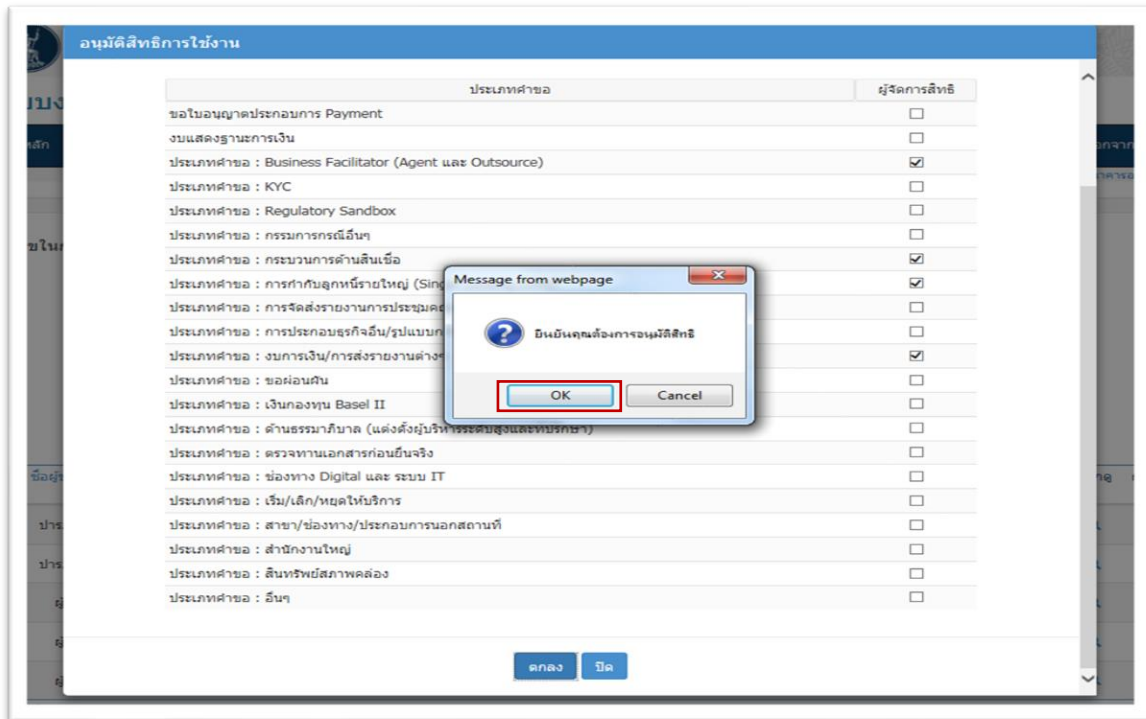 อนุมัติสิทธิการใช้งาน
ประเภทคำขอ ผู้จัดการสิทธิ
ขอใบอนุญาตประกอบการ Payment
งบแสดงฐานะการเงิน
ประเภทคำขอ : Business Facilitator (Agent และ Outsource)
ประเภทคำขอ : KYC
ประเภทคำขอ : Regulatory Sandbox
ประเภทคำขอ : กรรมการกรณีอื่นๆ
ประเภทคำขอ : กระบวนการด้านสินเชื่อ
ประเภทคำขอ : การกำกับลูกหนี้รายใหญ่ (Sing
Message from webpage
ประเภทคำขอ : การจัดส่งรายงานการประชุมคณ
ประเภทคำขอ : การประกอบธุรกิจอื่น/รูปแบบก
ยืนยันคุณต้องการอนุมัติสิทธิ
ประเภทคำขอ : งบการเงิน/การส่งรายงานต่างๆ
ประเภทคำขอ : ขอผ่อนผัน
OK Cancel
ประเภทคำขอ : เงินกองทุน Basel II
ประเภทคำขอ : ด้านธรรมาภิบาล (แต่งตั้งผู้บริหารระดับสูงและที่ปรึกษา)
ประเภทคำขอ : ตรวจทานเอกสารก่อนยื่นจริง
ประเภทคำขอ : ช่องทาง Digital และ ระบบ IT
ประเภทคำขอ : เริ่ม/เลิก/หยุดให้บริการ
ประเภทคำขอ : สาขา/ช่องทาง/ประกอบการนอกสถานที่
ประเภทคำขอ : สำนักงานใหญ่
ประเภทคำขอ : สินทรัพย์สภาพคล่อง
ประเภทคำขอ : อื่นๆ
ตกลง ปิด